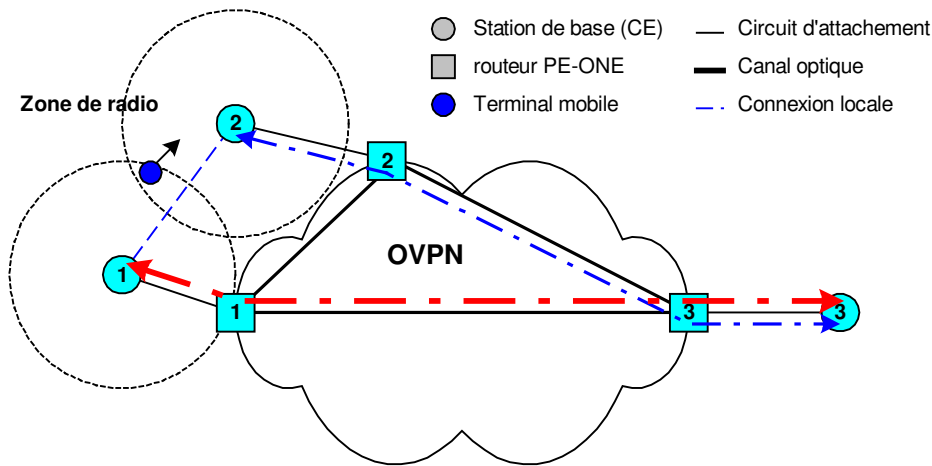 Station de base (CE)
Circuit d'attachement
routeur PE-ONE
Canal optique
Zone de radio
Terminal mobile
Connexion locale
2
2
OVPN
1
1
3
3